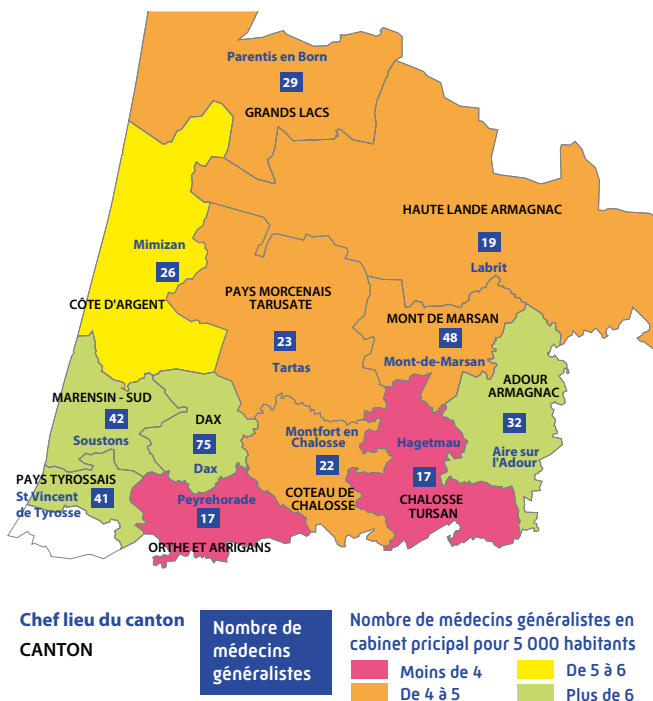 Parentis en Born
29
GRANDS LACS
HAUTE LANDE ARMAGNAC
19
Labrit
Mimizan
26
CÔTE D'ARGENT
PAYS MORCENAIS
TARUSATE
23
Tartas
MONT DE MARSAN
48
Mont-de-Marsan
ADOUR
ARMAGNAC
32
Aire sur
l'Adour
MARENSIN - SUD
42
Soustons
DAX
75
Dax
Montfort en
Chalosse
22
COTEAU DE
CHALOSSE
Hagetmau
17
CHALOSSE
TURSAN
PAYS TYROSSAIS
St Vincent
de Tyrosse
41
Peyrehorade
17
ORTHE ET ARRIGANS
Chef lieu du canton
CANTON
Nombre de
médecins
généralistes
Nombre de médecins généralistes en
cabinet pricipal pour 5 000 habitants
Moins de 4
De 4 à 5
De 5 à 6
Plus de 6